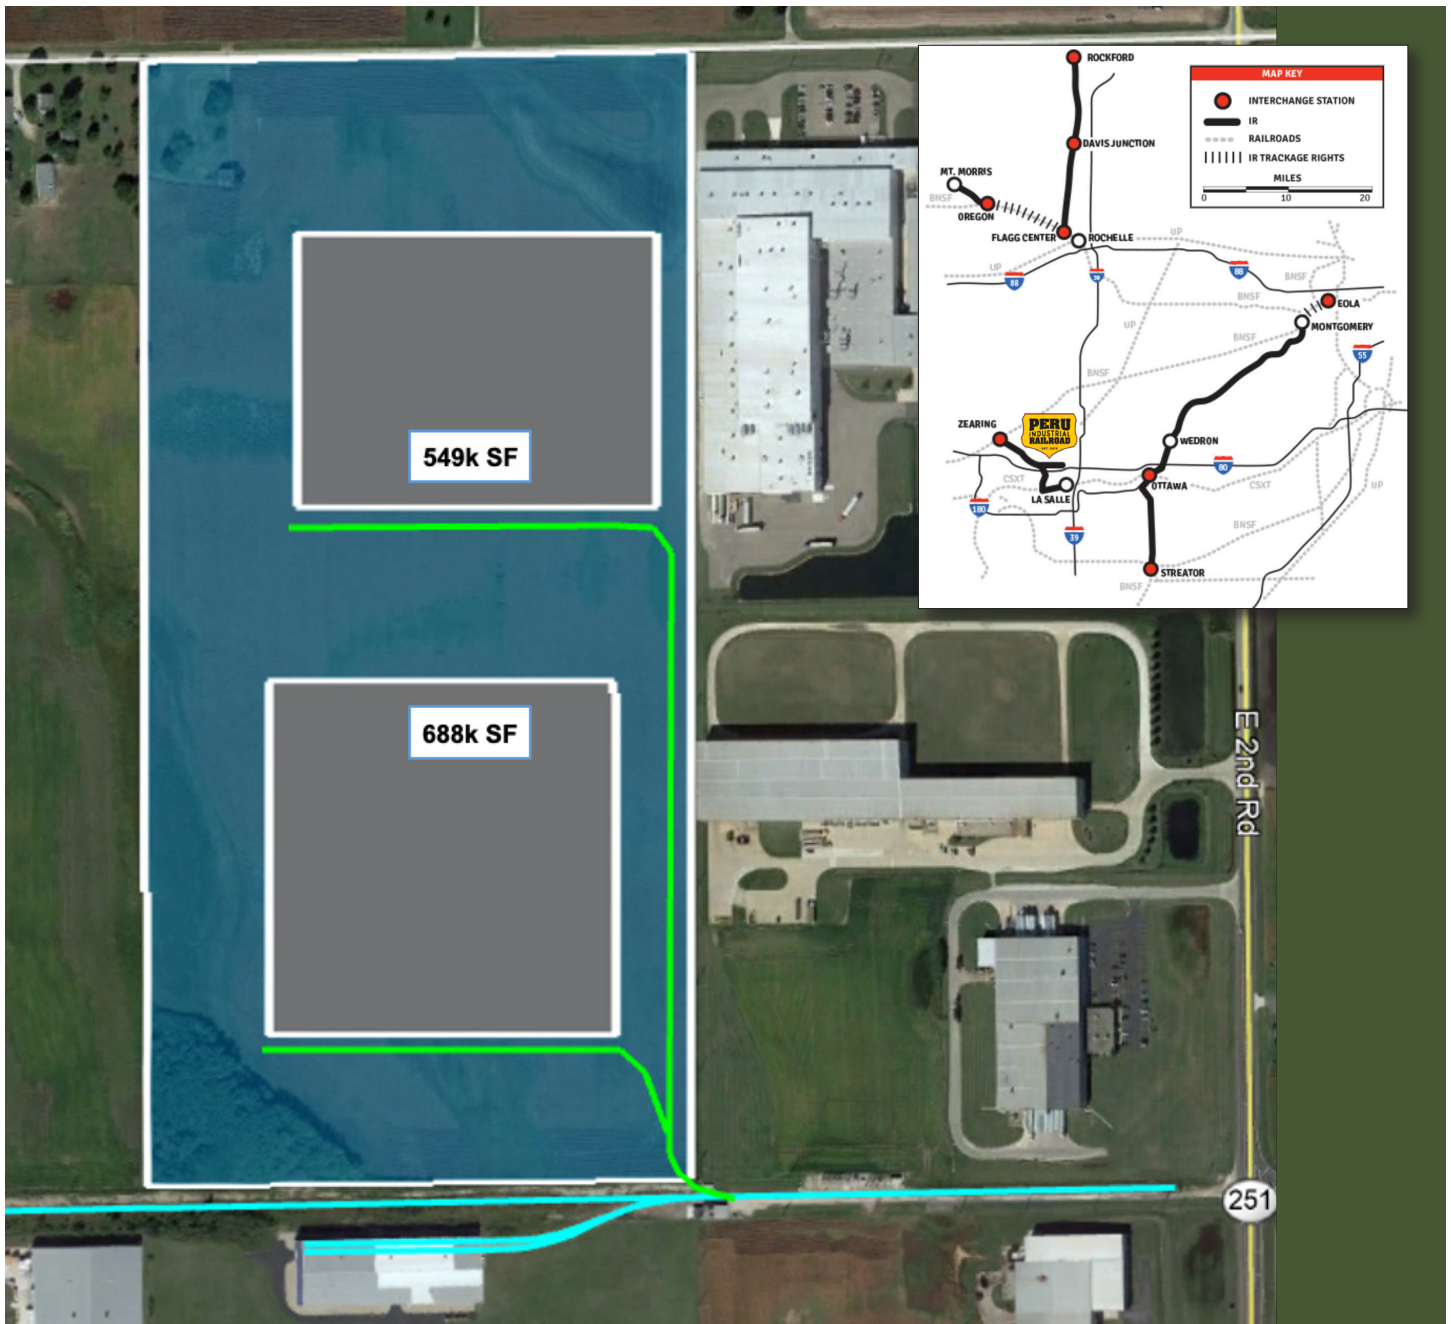 549k SF
688k SF
E 2nd Rd
251
ROCKFORD
DAVIS JUNCTION
MT. MORRIS
BNSF
OREGON
FLAGG CENTER
ROCHELLE
UP
UP
88
39
88
BNSF
BNSF
EOLA
MONTGOMERY
UP
BNSF
55
BNSF
ZEARING
PERU
INDUSTRIAL
RAILROAD
WEDRON
80
CSXT
OTTAWA
CSXT
UP
LA SALLE
180
39
BNSF
STREATOR
BNSF
MAP KEY
INTERCHANGE STATION
IR
RAILROADS
IR TRACKAGE RIGHTS
MILES
0 10 20